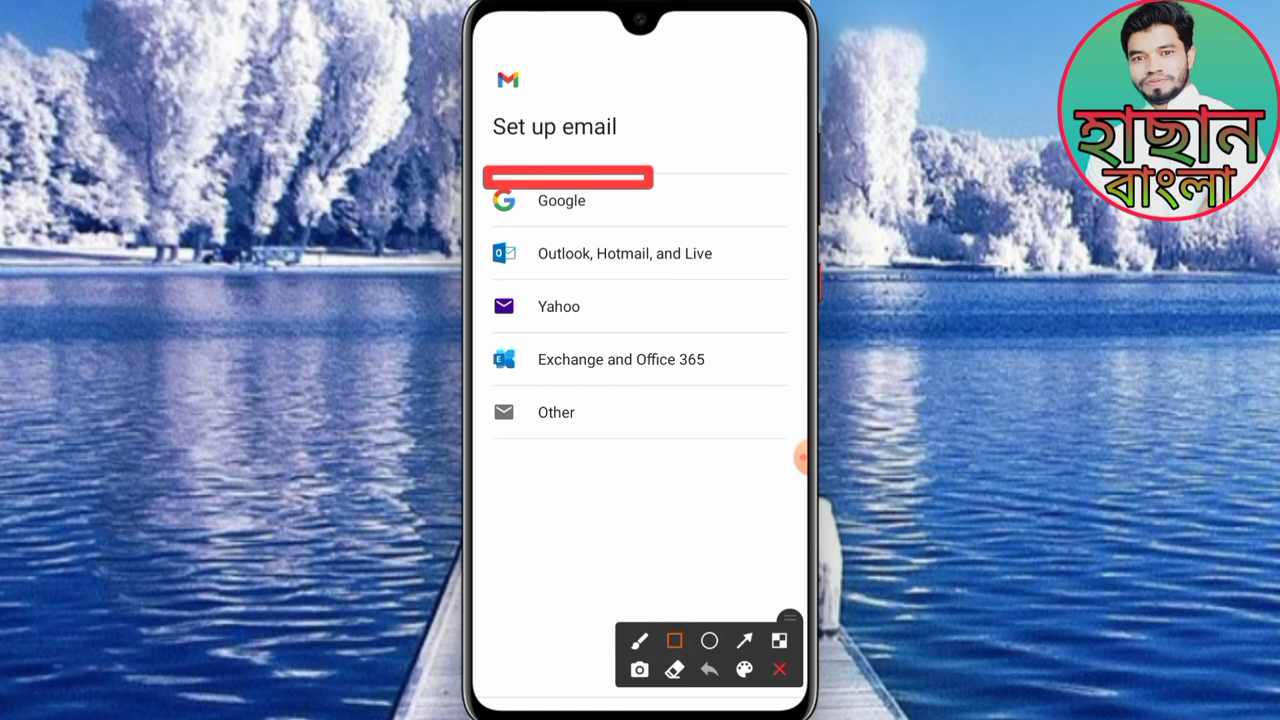 Set up email
Google
Outlook, Hotmail, and Live
Yahoo
Exchange and Office 365
Other
হাছান
বাংলা